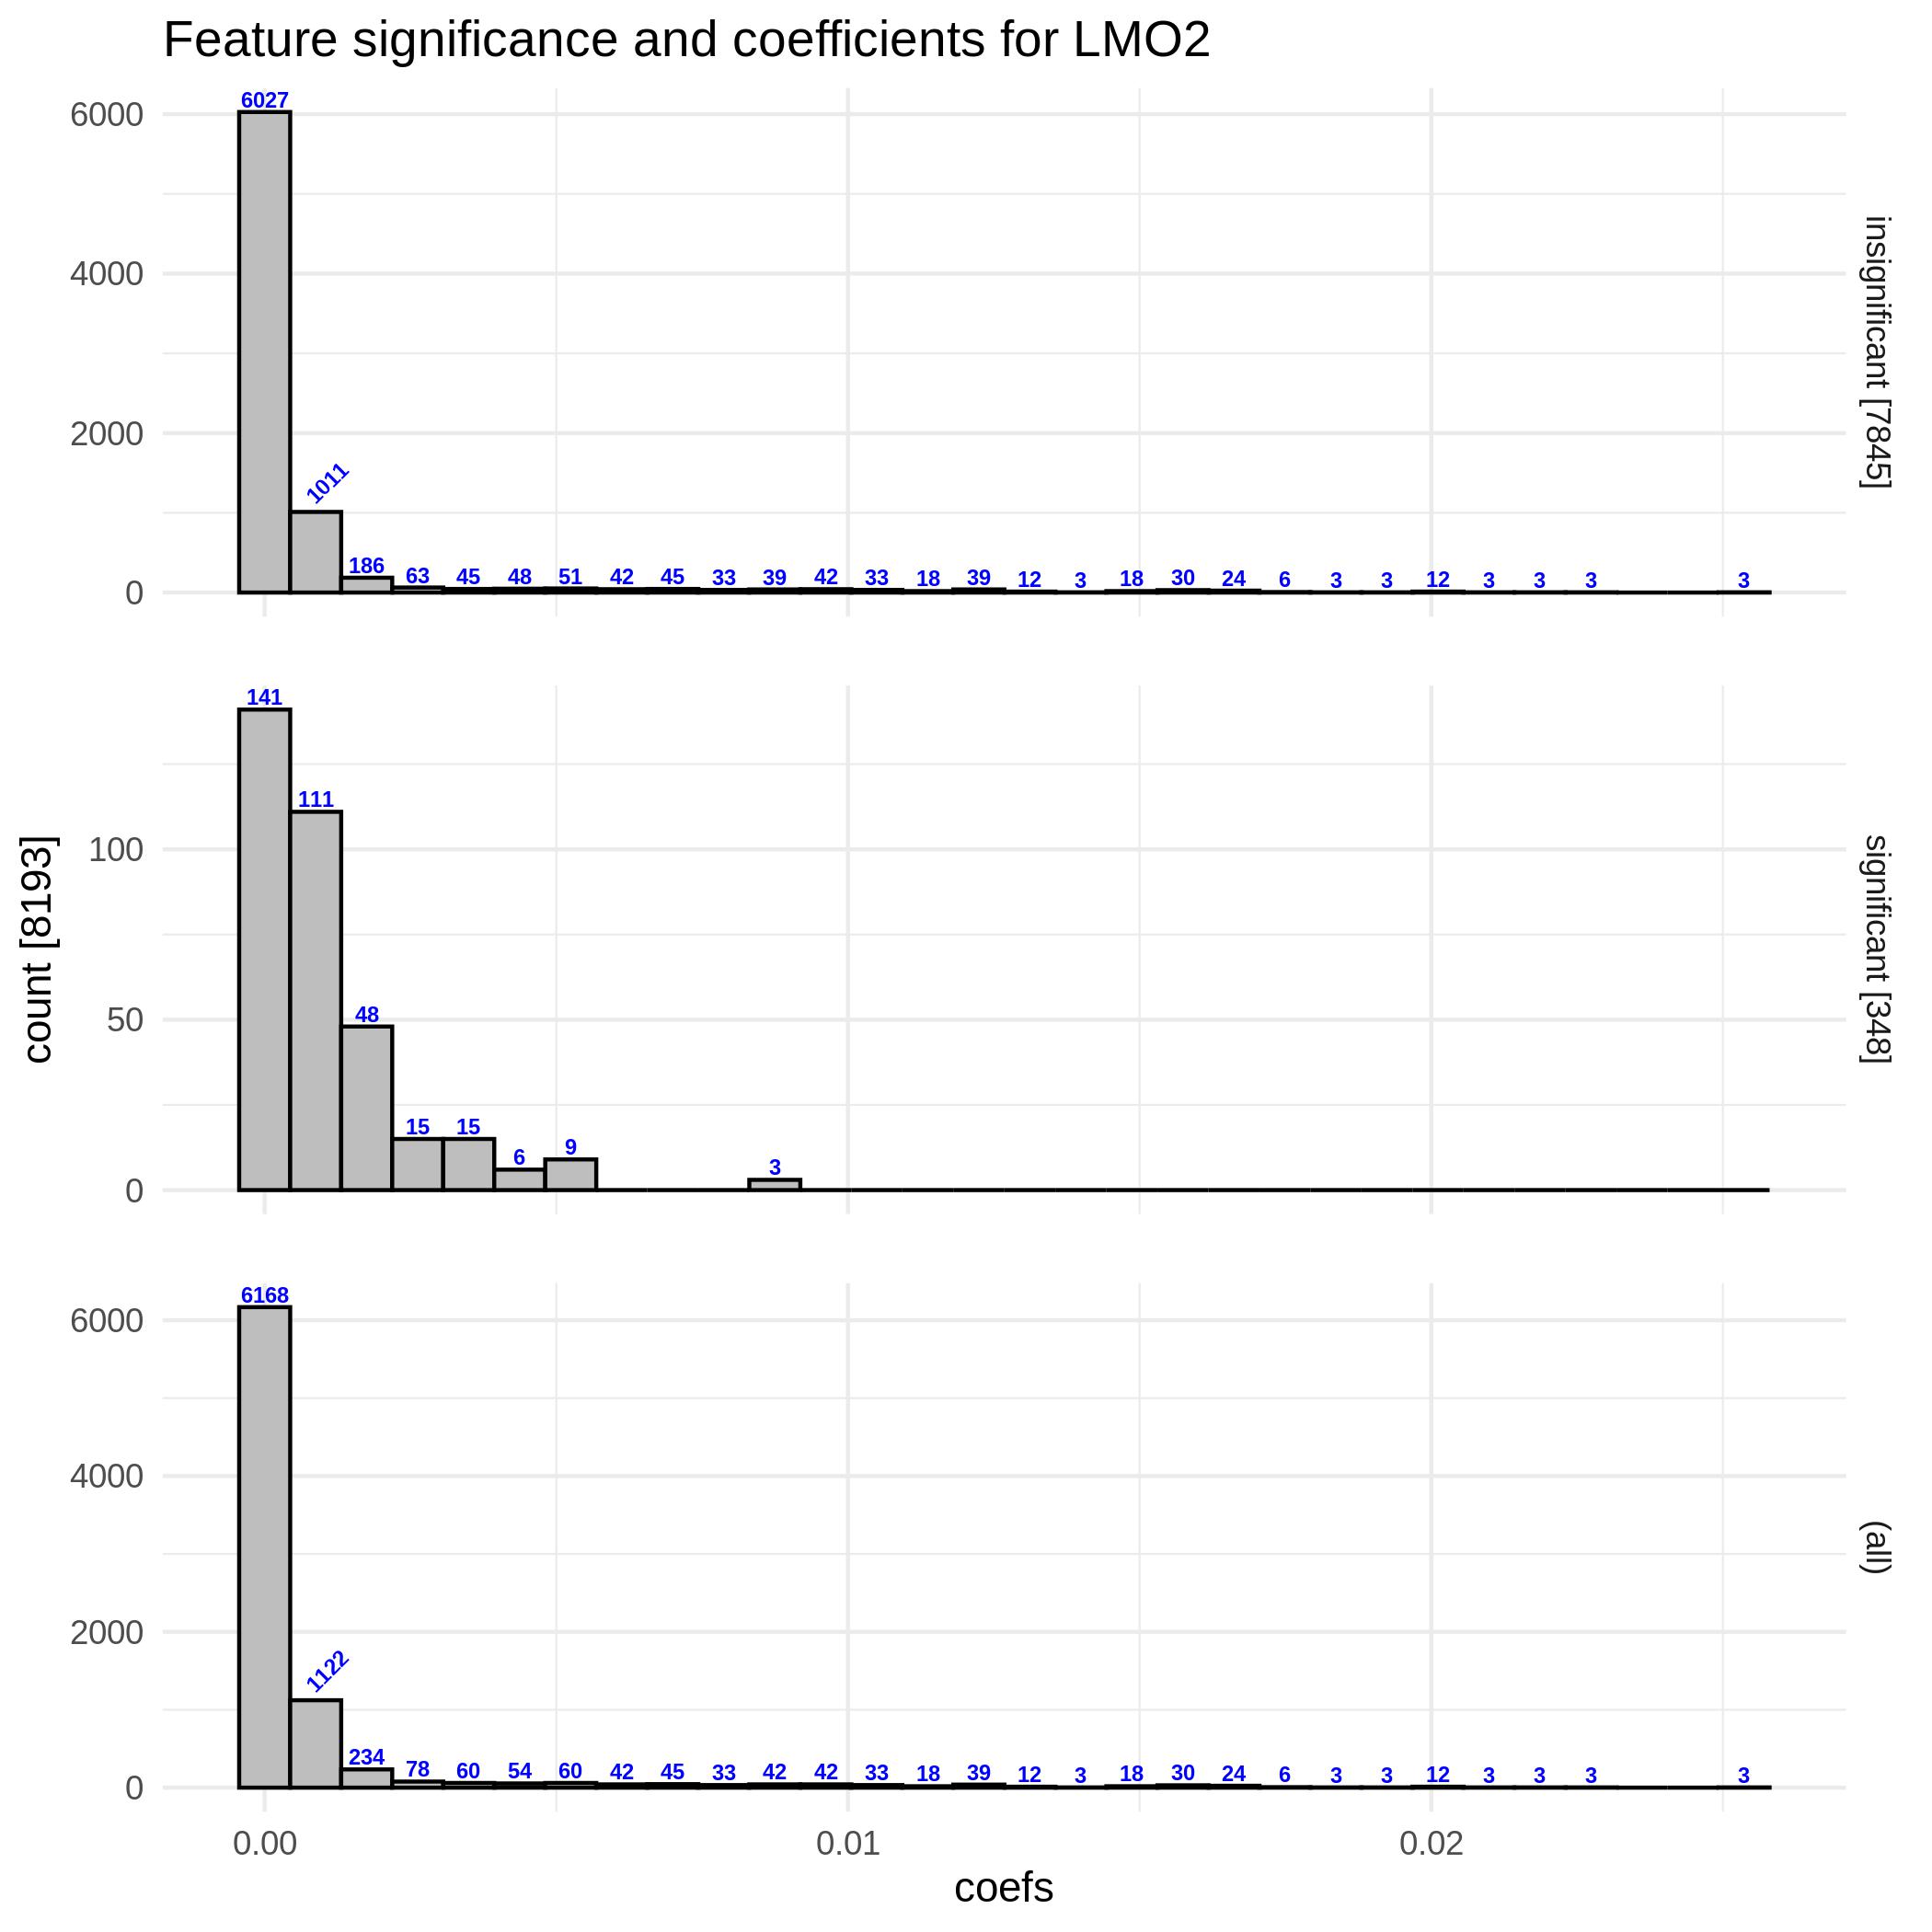 Feature significance and coefficients for LMO2
6000
4000
2000
0
6027
1011
186 63 45 48 51 42 45 33 39 42 33 18 39 12 3 18 30 24 6 3 3 12 3 3 3 3
insignificant [7845]
count [8193]
100
50
0
141
111
48
15 15 6 9 3
significant [348]
6000
4000
2000
0
6168
1122
234 78 60 54 60 42 45 33 42 42 33 18 39 12 3 18 30 24 6 3 3 12 3 3 3 3
(all)
0.00 0.01 0.02
coefs